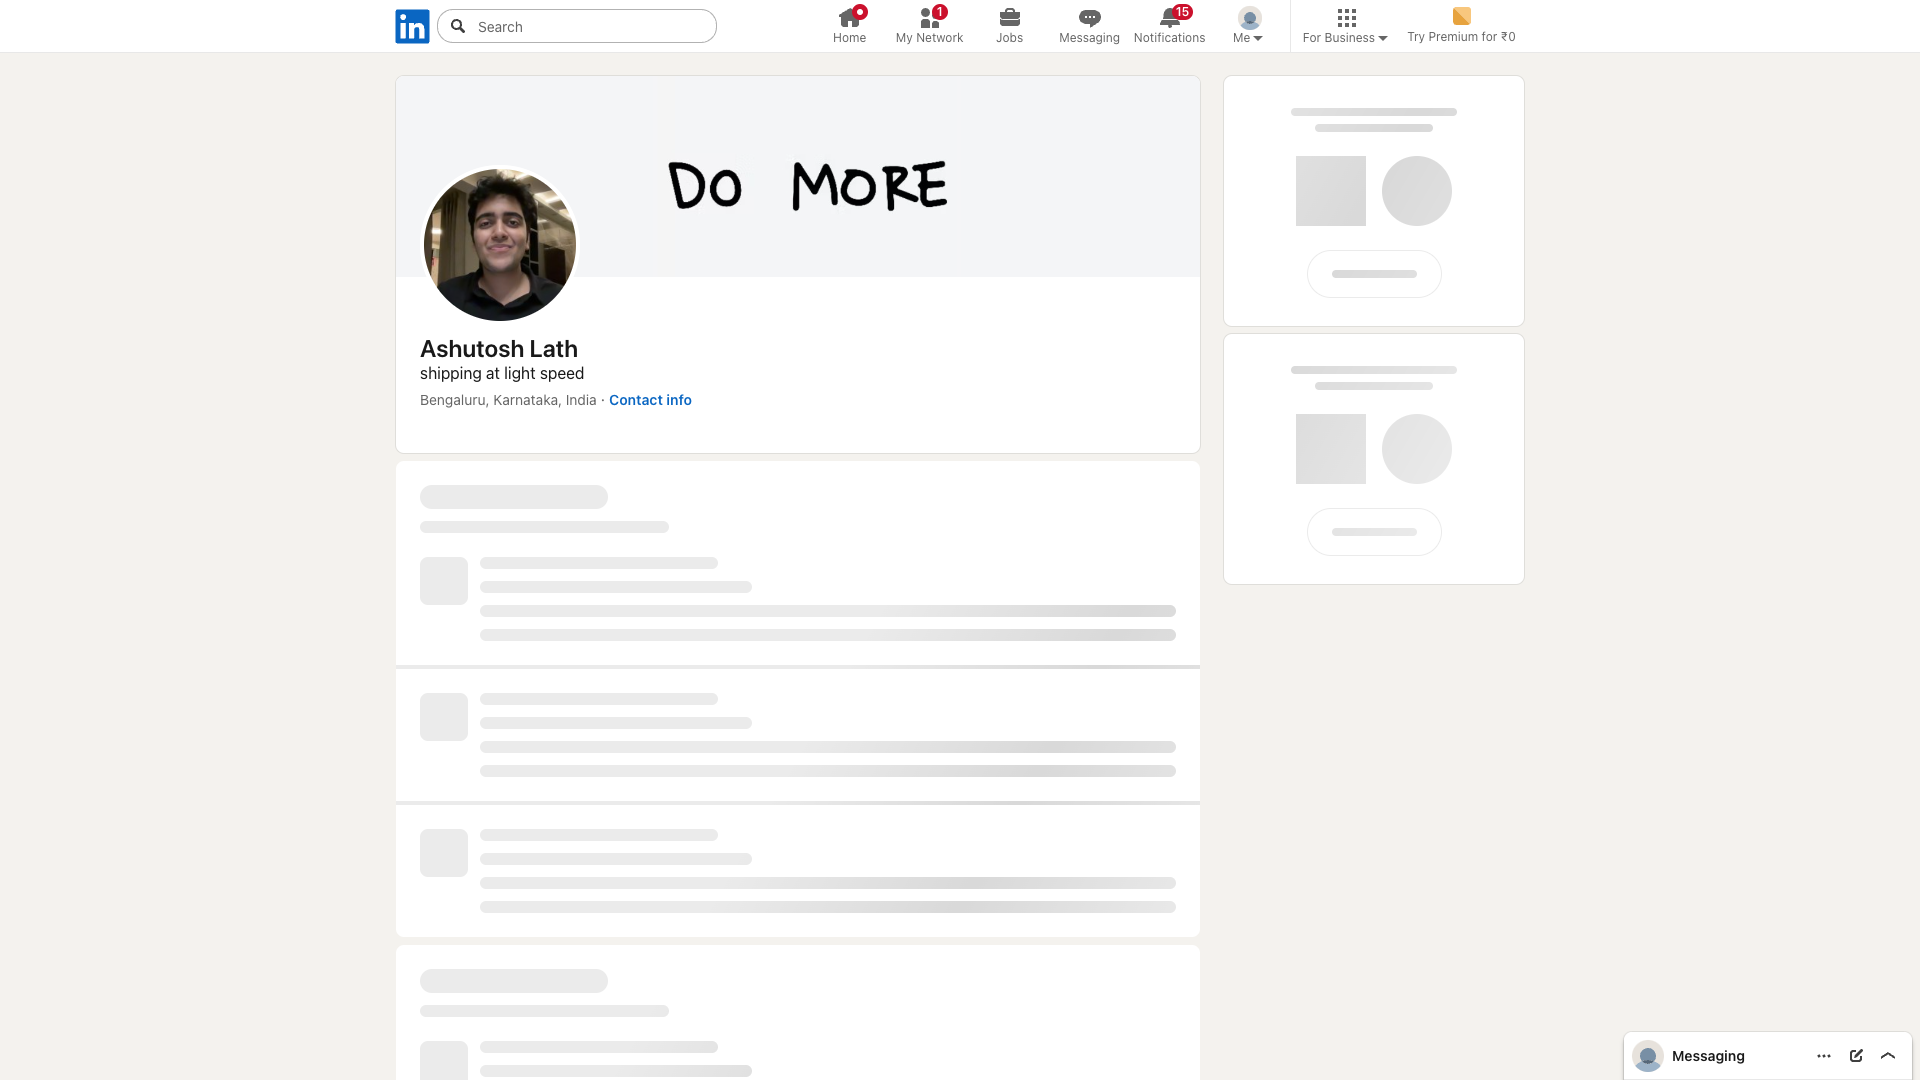 in
Search
Home
1
My Network
Jobs
Messaging
15
Notifications
Me
For Business
Try Premium for ₹0
DO MORE
Ashutosh Lath
shipping at light speed
Bengaluru, Karnataka, India · Contact info
Messaging